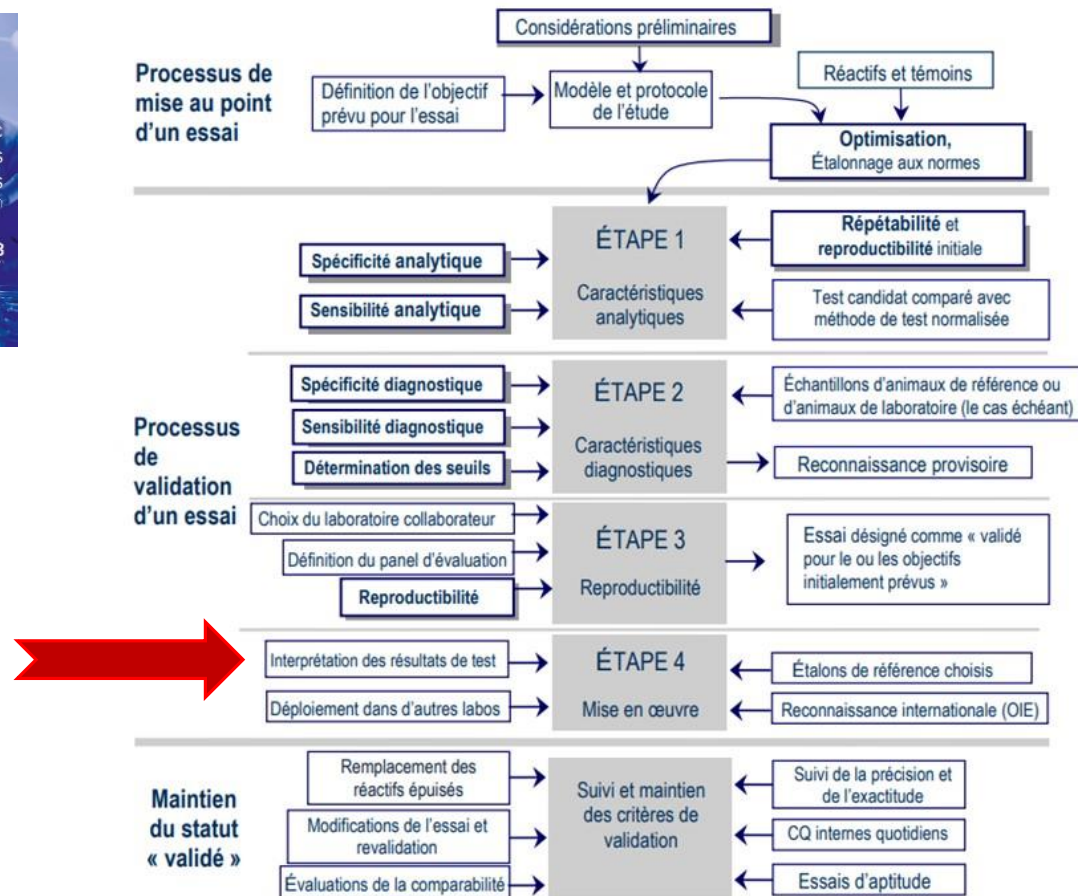 Considérations préliminaires
Processus de
mise au point
d'un essai
Définition de l'objectif
prévu pour l'essai
Modèle et protocole
de l'étude
Réactifs et témoins
Optimisation,
Étalonnage aux normes
ÉTAPE 1
Caractéristiques
analytiques
Spécificité analytique
Sensibilité analytique
Répétabilité et
reproductibilité initiale
Test candidat comparé avec
méthode de test normalisée
Processus
de
validation
d'un essai
Spécificité diagnostique
Sensibilité diagnostique
Détermination des seuils
ÉTAPE 2
Caractéristiques
diagnostiques
Échantillons d'animaux de référence ou
d'animaux de laboratoire (le cas échéant)
Reconnaissance provisoire
Choix du laboratoire collaborateur
Définition du panel d'évaluation
Reproductibilité
ÉTAPE 3
Reproductibilité
Essai désigné comme « validé
pour le ou les objectifs
initialement prévus »
Interprétation des résultats de test
Déploiement dans d'autres labos
ÉTAPE 4
Mise en œuvre
Étalons de référence choisis
Reconnaissance internationale (OIE)
Maintien
du statut
« validé »
Remplacement des
réactifs épuisés
Modifications de l'essai et
revalidation
Évaluations de la comparabilité
Suivi et maintien
des critères de
validation
Suivi de la précision et
de l'exactitude
CQ internes quotidiens
Essais d'aptitude